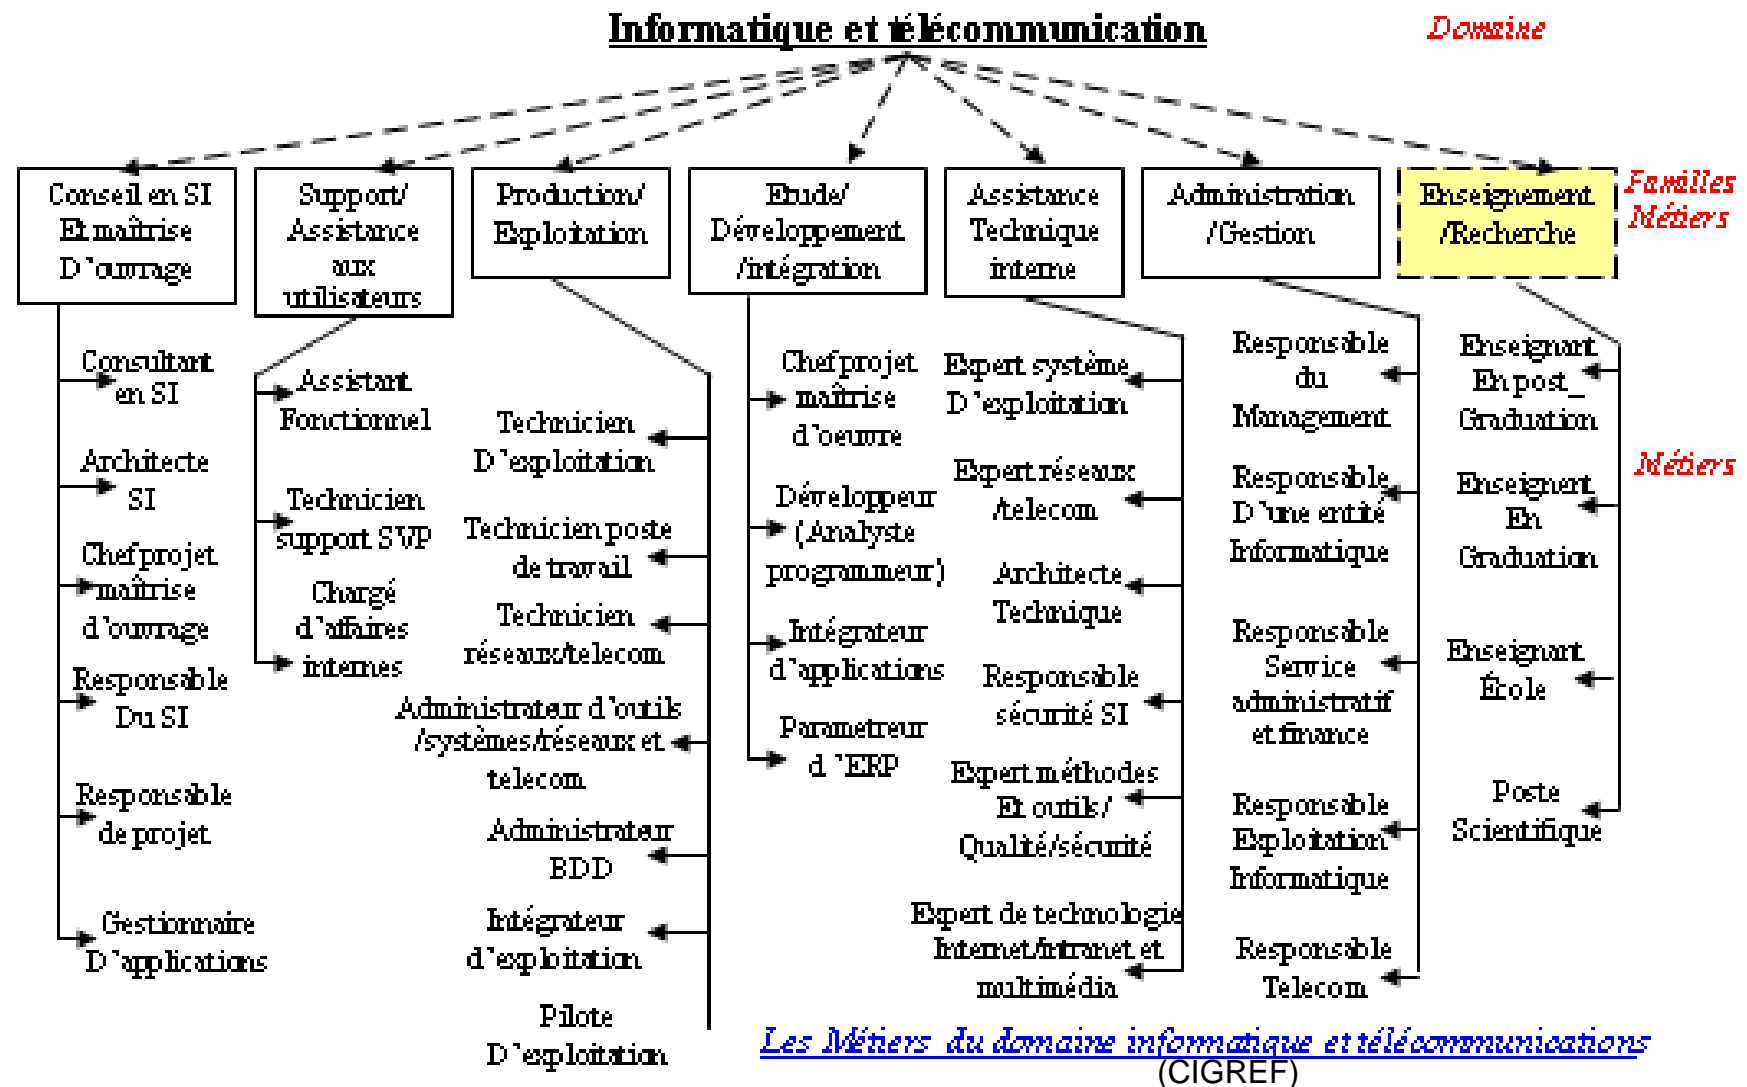 Informatique et télécommunication
Domaine
Conseil en SI
Et maîtrise
D'ouvrage
Support/
Assistance
aux
utilisateurs
Production/
Exploitation
Etude/
Développement
/intégration
Assistance
Technique
interne
Administration
/Gestion
Enseignement
/Recherche
Familles
Métiers
Consultant
en SI
Architecte
SI
Chef projet
maîtrise
d'ouvrage
Responsable
Du SI
Responsable
de projet
Gestionnaire
D'applications
Assistant
Fonctionnel
Technicien
support SVP
Chargé
d'affaires
internes
Technicien
D'exploitation
Technicien poste
de travail
Technicien
réseaux/telecom
Administrateur d'outils
/systèmes/réseaux et
telecom
Administrateur
BDD
Intégrateur
d'exploitation
Pilote
D'exploitation
Chef projet
maîtrise
d'oeuvre
Développeur
(Analyste
programmeur)
Intégrateur
d'applications
Parametreur
d'ERP
Expert système
D'exploitation
Expert réseaux
/telecom
Architecte
Technique
Responsable
sécurité SI
Expert méthodes
Et outils/
Qualité/sécurité
Expert de technologie
Internet/intranet et
multimédia
Responsable
du
Management
Responsable
D'une entité
Informatique
Responsable
Service
administratif
et finance
Responsable
Exploitation
Informatique
Responsable
Telecom
Enseignant
En post_
Graduation
Enseignent
En
Graduation
Enseignant
École
Poste
Scientifique
Métiers
Les Métiers du domaine informatique et télécommunications
(CIGREF)